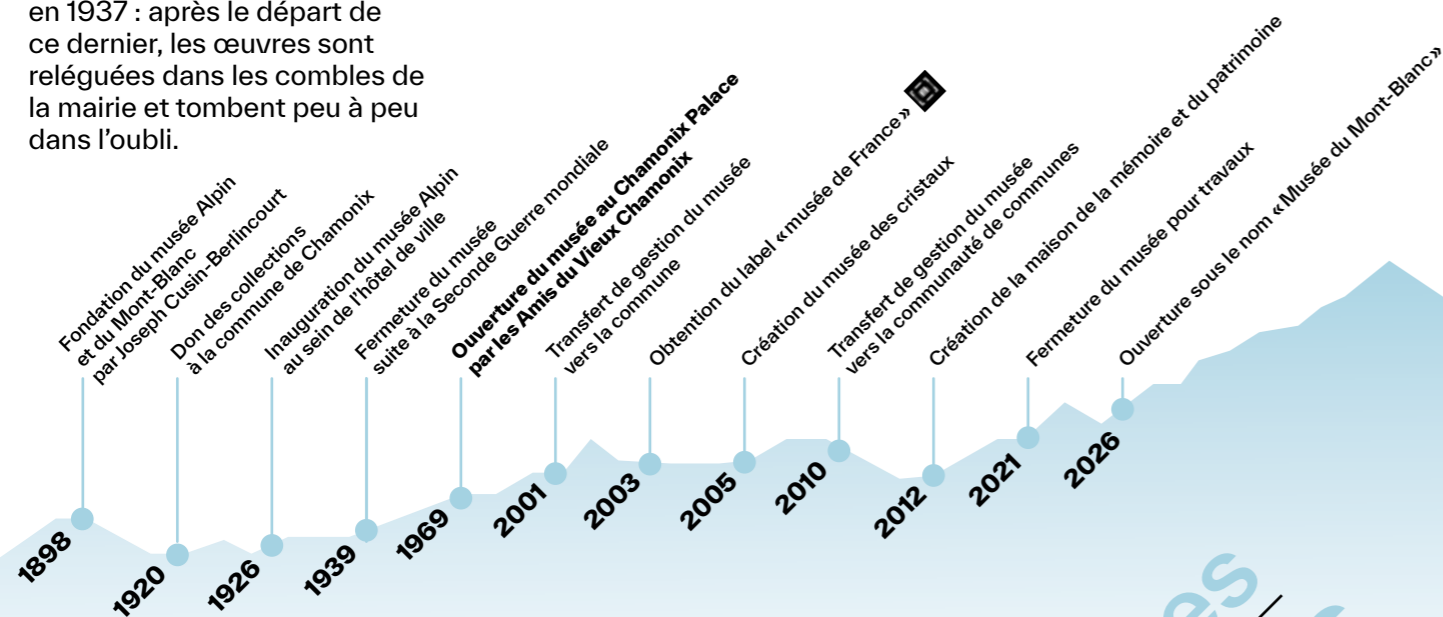 en 1937 : après le départ de
ce dernier, les œuvres sont
reléguées dans les combles de
la mairie et tombent peu à peu
dans l’oubli.
Fondation du musée Alpin
et du Mont-Blanc
par Joseph Cusin-Berlincourt
1898
Don des collections
à la commune de Chamonix
1920
Inauguration du musée Alpin
au sein de l’hôtel de ville
1926
Fermeture du musée
suite à la Seconde Guerre mondiale
1939
Ouverture du musée au Chamonix Palace
par les Amis du Vieux Chamonix
1969
Transfert de gestion du musée
vers la commune
2001
Obtention du label « musée de France »
2003
Création du musée des cristaux
2005
Transfert de gestion du musée
vers la communauté de communes
2010
Création de la maison de la mémoire et du patrimoine
2012
Fermeture du musée pour travaux
2021
Ouverture sous le nom « Musée du Mont-Blanc »
2026